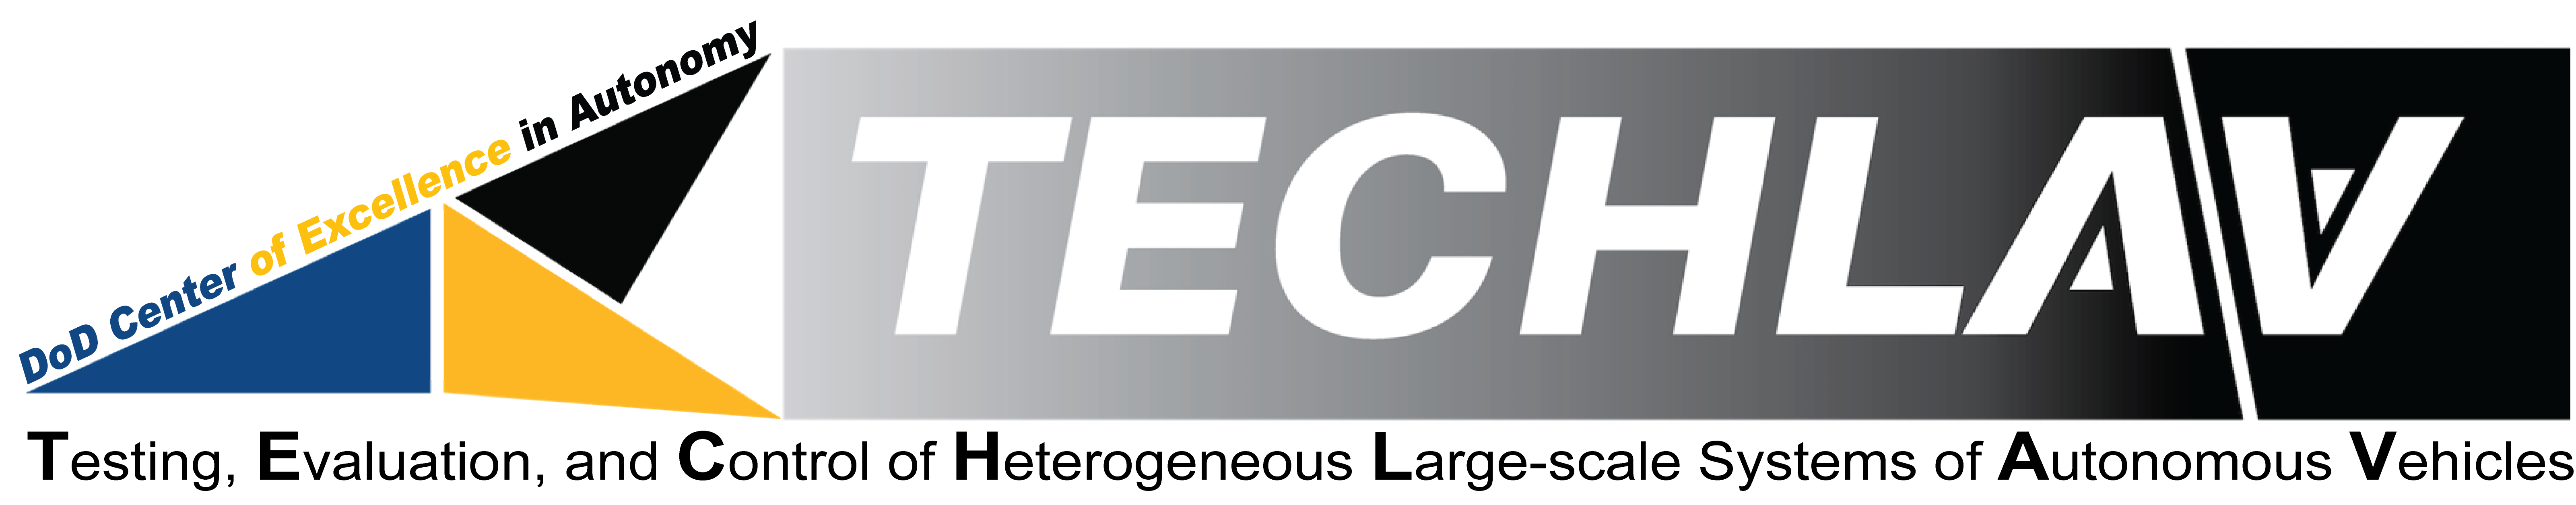 DoD Center of Excellence in Autonomy
TECHLAV
Testing, Evaluation, and Control of Heterogeneous Large-scale Systems of Autonomous Vehicles